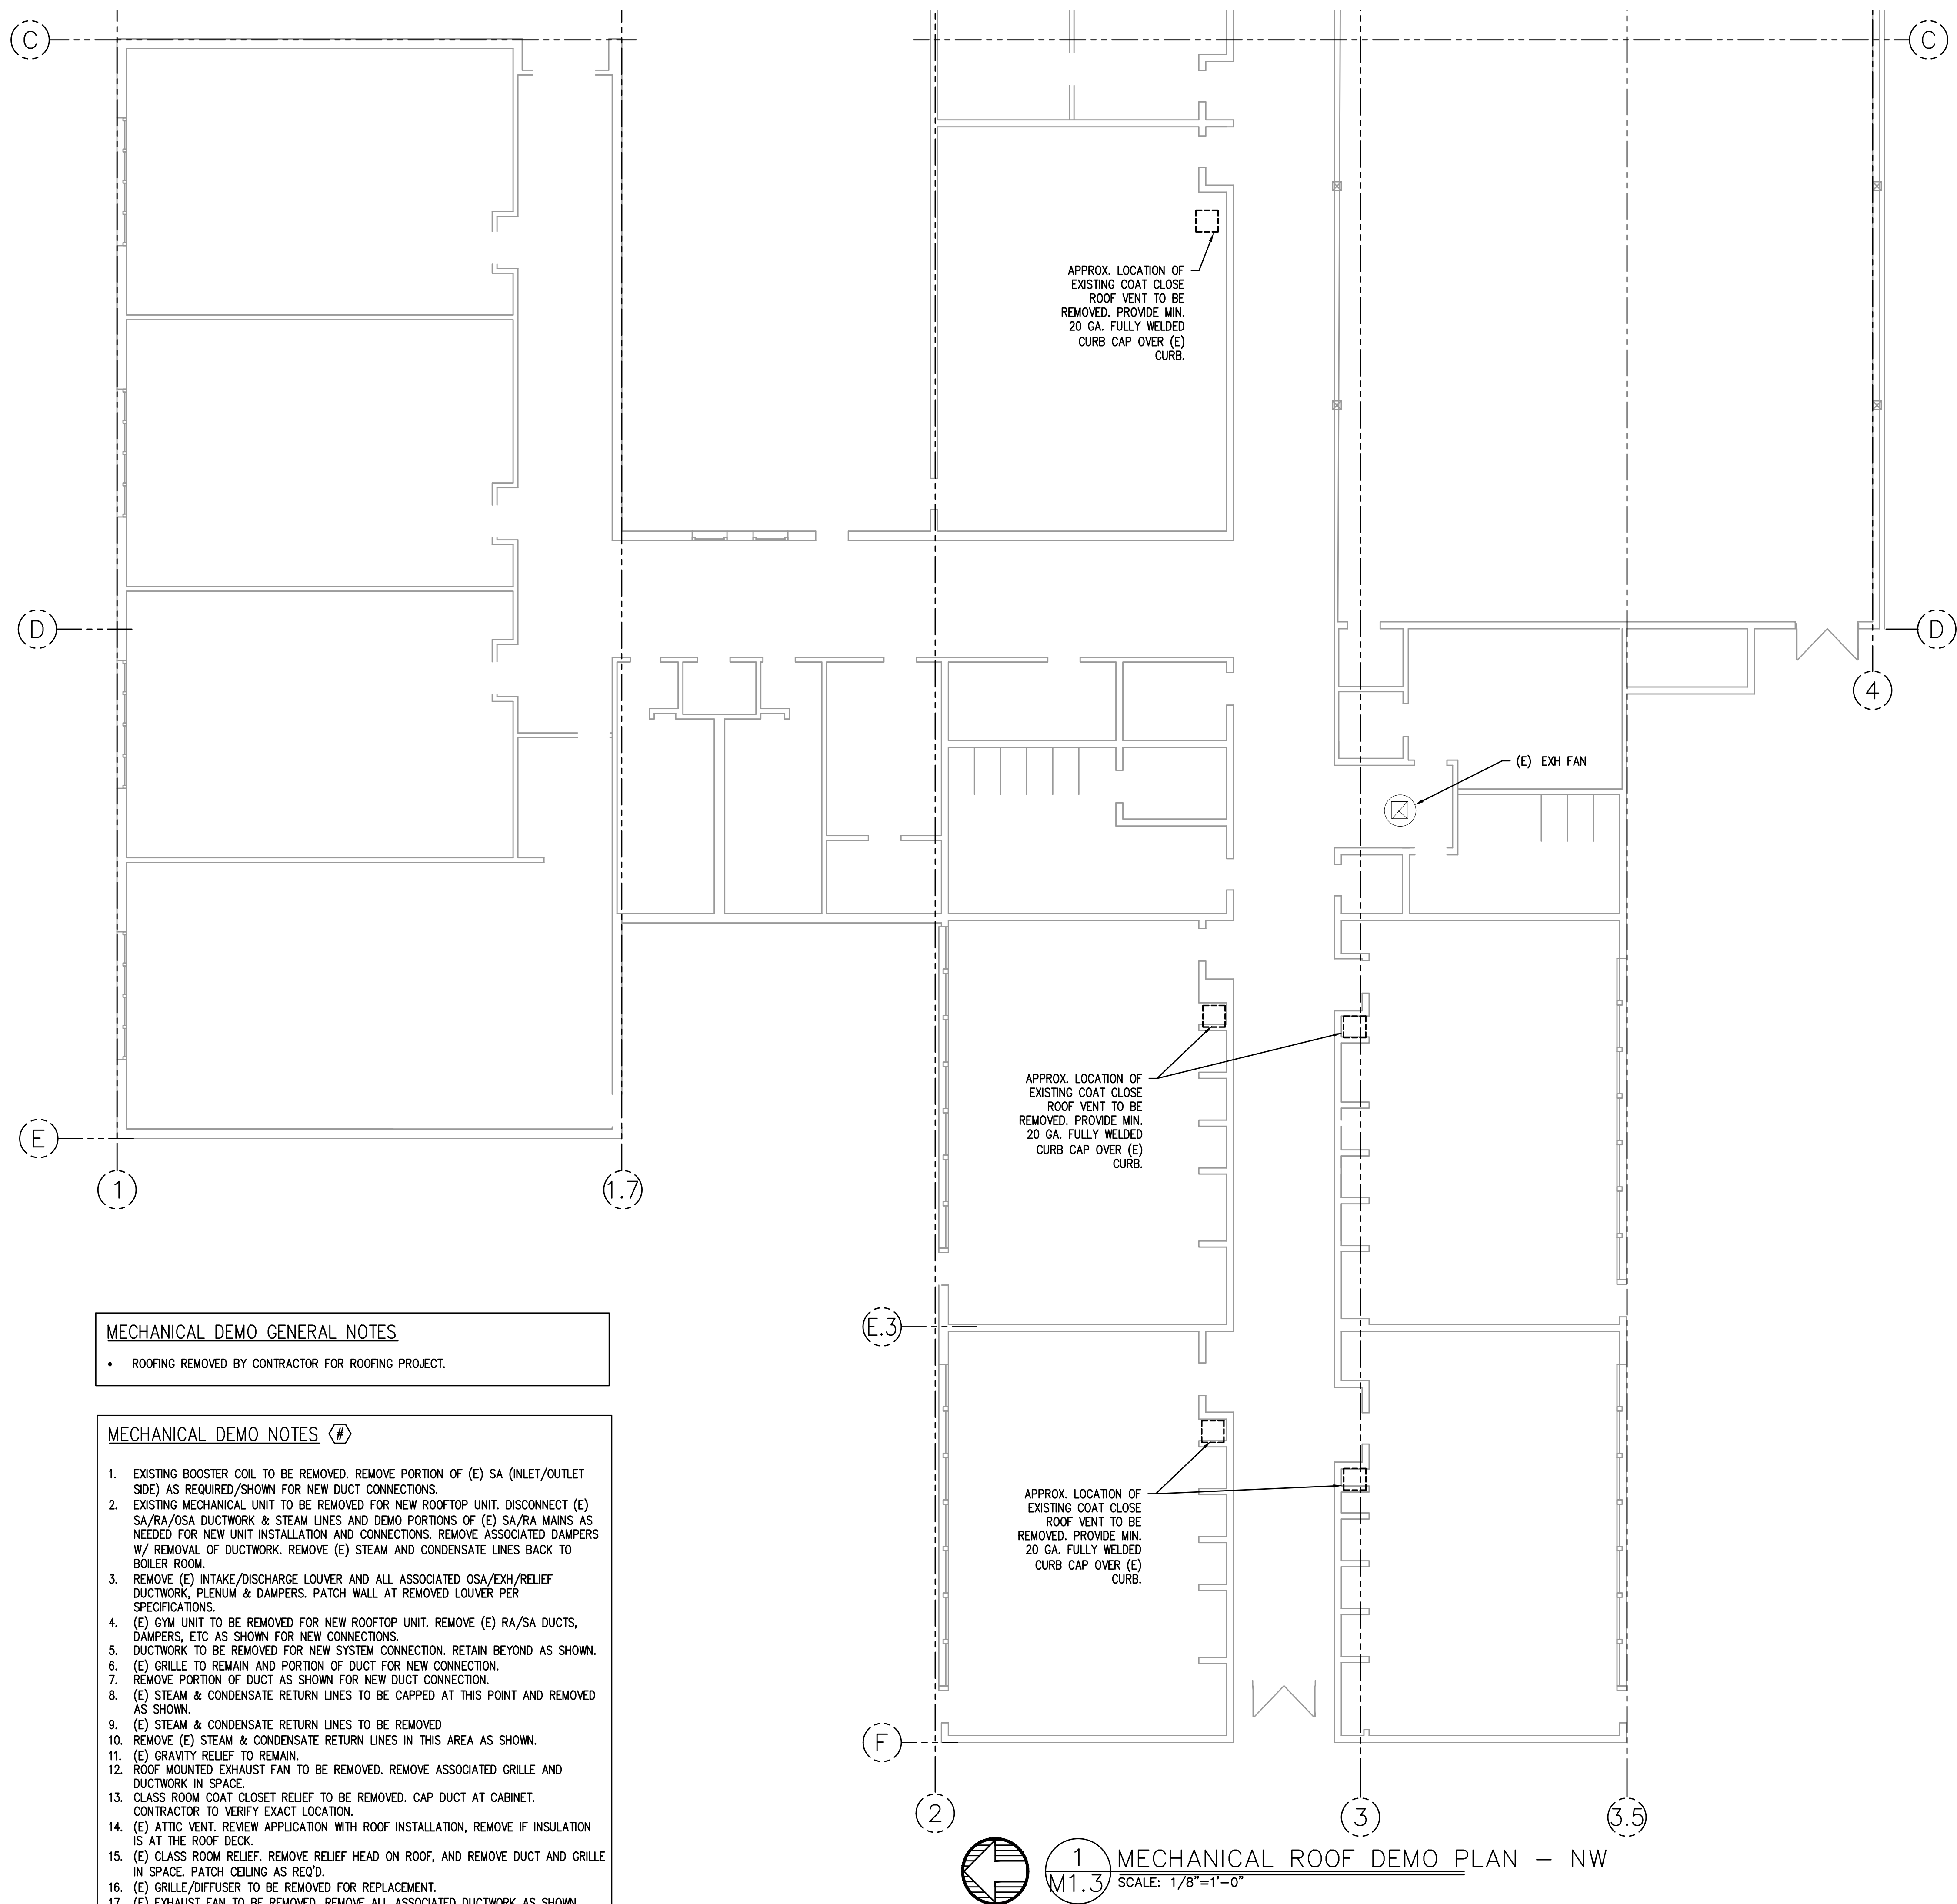 C
C
APPROX. LOCATION OF
EXISTING COAT CLOSE
ROOF VENT TO BE
REMOVED. PROVIDE MIN.
20 GA. FULLY WELDED
CURB CAP OVER (E)
CURB.
D
D
4
(E) EXH FAN
APPROX. LOCATION OF
EXISTING COAT CLOSE
ROOF VENT TO BE
REMOVED. PROVIDE MIN.
20 GA. FULLY WELDED
CURB CAP OVER (E)
CURB.
E
1
1.7
E.3
MECHANICAL DEMO GENERAL NOTES
• ROOFING REMOVED BY CONTRACTOR FOR ROOFING PROJECT.
MECHANICAL DEMO NOTES #
1. EXISTING BOOSTER COIL TO BE REMOVED. REMOVE PORTION OF (E) SA (INLET/OUTLET
SIDE) AS REQUIRED/SHOWN FOR NEW DUCT CONNECTIONS.
2. EXISTING MECHANICAL UNIT TO BE REMOVED FOR NEW ROOFTOP UNIT. DISCONNECT (E)
SA/RA/OSA DUCTWORK & STEAM LINES AND DEMO PORTIONS OF (E) SA/RA MAINS AS
NEEDED FOR NEW UNIT INSTALLATION AND CONNECTIONS. REMOVE ASSOCIATED DAMPERS
W/ REMOVAL OF DUCTWORK. REMOVE (E) STEAM AND CONDENSATE LINES BACK TO
BOILER ROOM.
3. REMOVE (E) INTAKE/DISCHARGE LOUVER AND ALL ASSOCIATED OSA/EXH/RELIEF
DUCTWORK, PLENUM & DAMPERS. PATCH WALL AT REMOVED LOUVER PER
SPECIFICATIONS.
4. (E) GYM UNIT TO BE REMOVED FOR NEW ROOFTOP UNIT. REMOVE (E) RA/SA DUCTS,
DAMPERS, ETC AS SHOWN FOR NEW CONNECTIONS.
5. DUCTWORK TO BE REMOVED FOR NEW SYSTEM CONNECTION. RETAIN BEYOND AS SHOWN.
6. (E) GRILLE TO REMAIN AND PORTION OF DUCT FOR NEW CONNECTION.
7. REMOVE PORTION OF DUCT AS SHOWN FOR NEW DUCT CONNECTION.
8. (E) STEAM & CONDENSATE RETURN LINES TO BE CAPPED AT THIS POINT AND REMOVED
AS SHOWN.
9. (E) STEAM & CONDENSATE RETURN LINES TO BE REMOVED
10. REMOVE (E) STEAM & CONDENSATE RETURN LINES IN THIS AREA AS SHOWN.
11. (E) GRAVITY RELIEF TO REMAIN.
12. ROOF MOUNTED EXHAUST FAN TO BE REMOVED. REMOVE ASSOCIATED GRILLE AND
DUCTWORK IN SPACE.
13. CLASS ROOM COAT CLOSET RELIEF TO BE REMOVED. CAP DUCT AT CABINET.
CONTRACTOR TO VERIFY EXACT LOCATION.
14. (E) ATTIC VENT. REVIEW APPLICATION WITH ROOF INSTALLATION, REMOVE IF INSULATION
IS AT THE ROOF DECK.
15. (E) CLASS ROOM RELIEF. REMOVE RELIEF HEAD ON ROOF, AND REMOVE DUCT AND GRILLE
IN SPACE. PATCH CEILING AS REQ'D.
16. (E) GRILLE/DIFFUSER TO BE REMOVED FOR REPLACEMENT.
17. (E) EXHAUST FAN TO BE REMOVED. REMOVE ALL ASSOCIATED DUCTWORK AS SHOWN
APPROX. LOCATION OF
EXISTING COAT CLOSE
ROOF VENT TO BE
REMOVED. PROVIDE MIN.
20 GA. FULLY WELDED
CURB CAP OVER (E)
CURB.
F
2
3
3.5
1
M1.3
MECHANICAL ROOF DEMO PLAN – NW
SCALE: 1/8"=1'-0"